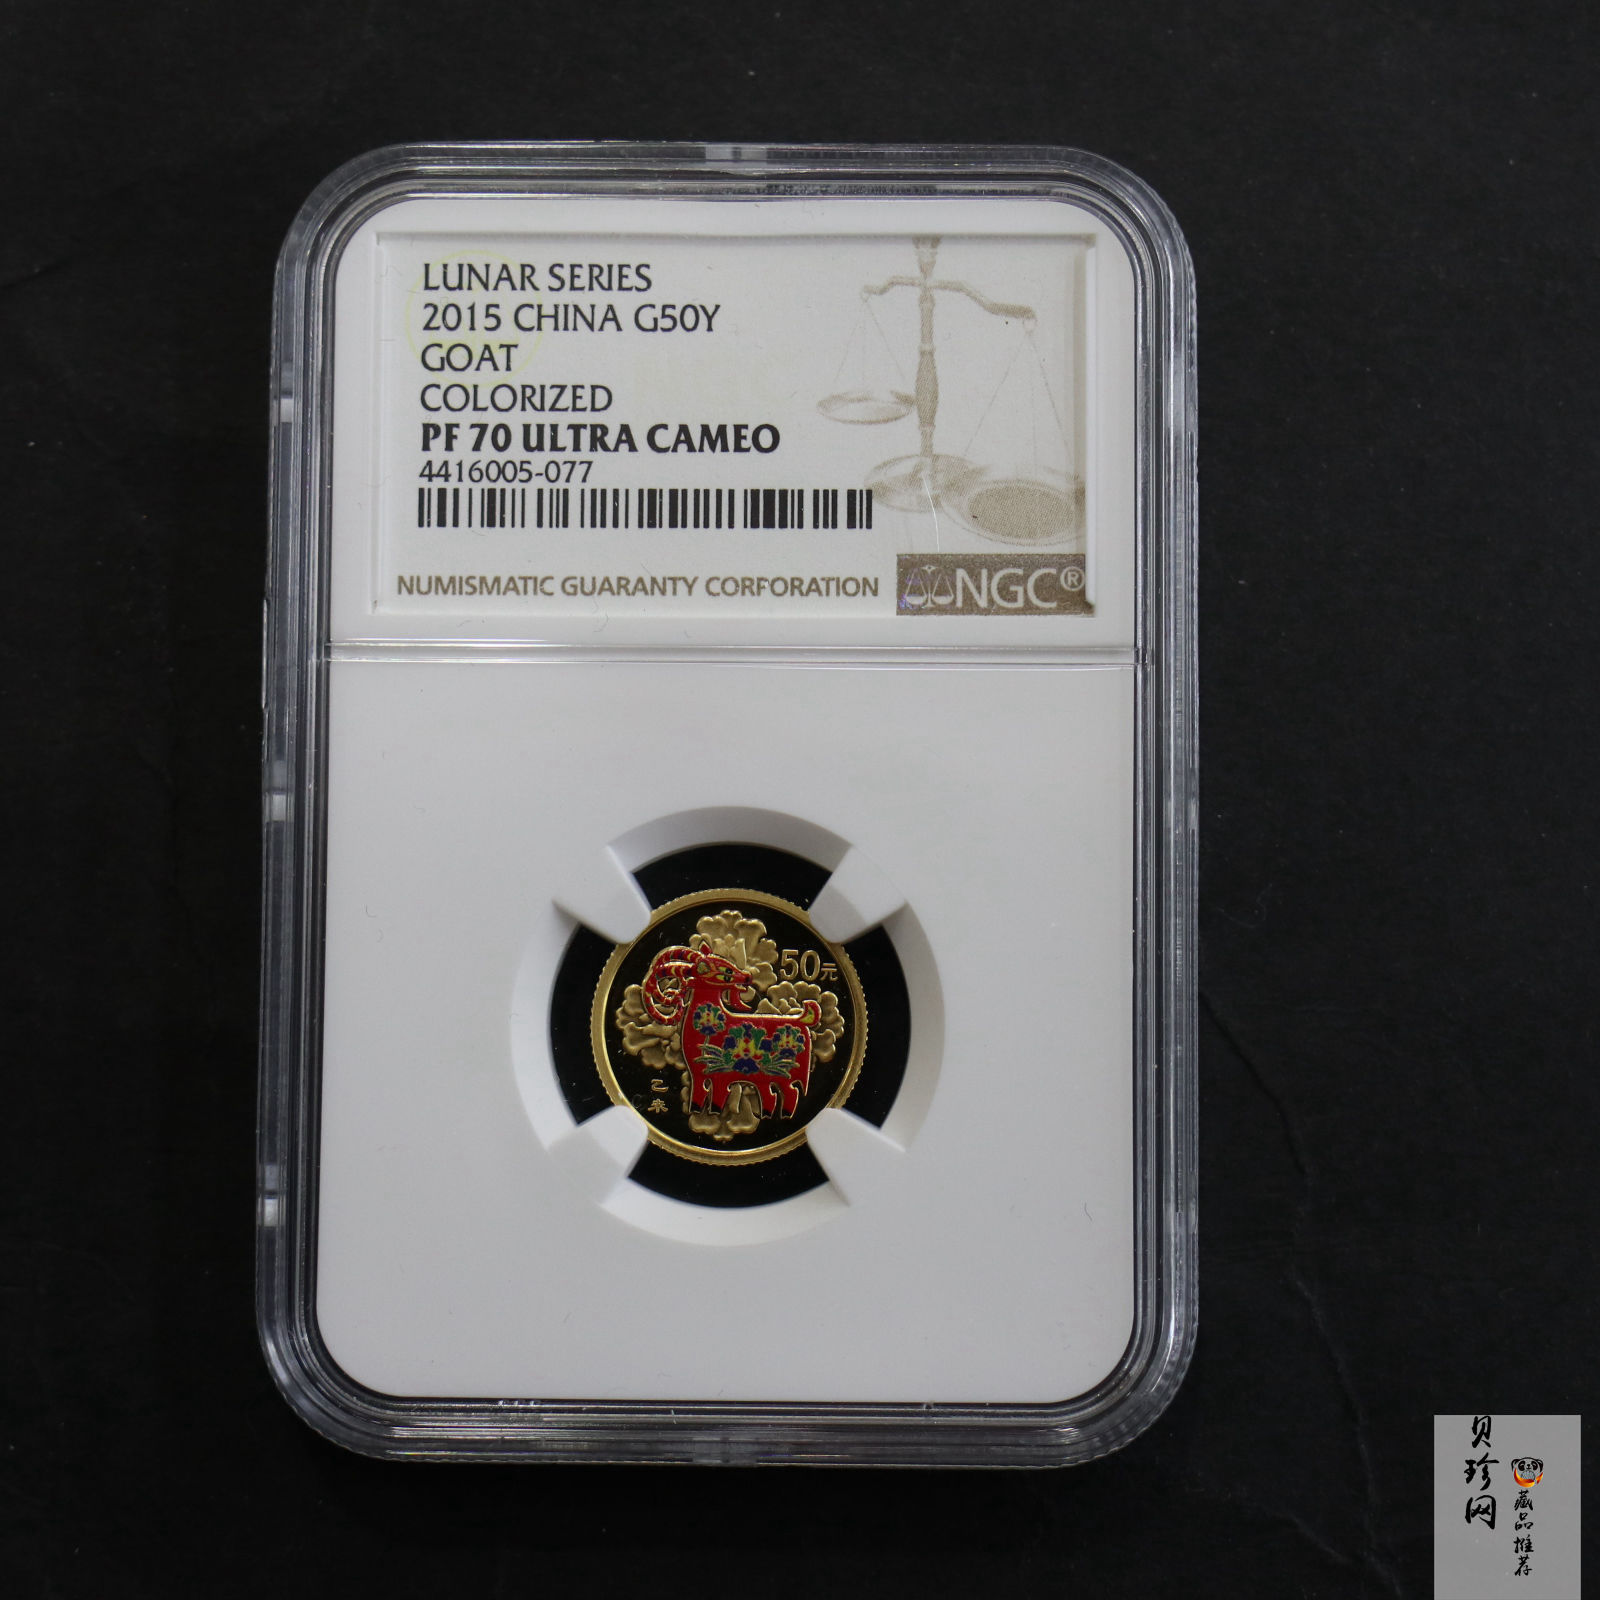 LUNAR SERIES
2015 CHINA G50Y
GOAT
COLORIZED
PF 70 ULTRA CAMEO
4416005-077
NUMISMATIC GUARANTY CORPORATION
NGC®
50元
乙未
贝珍网
藏品推荐